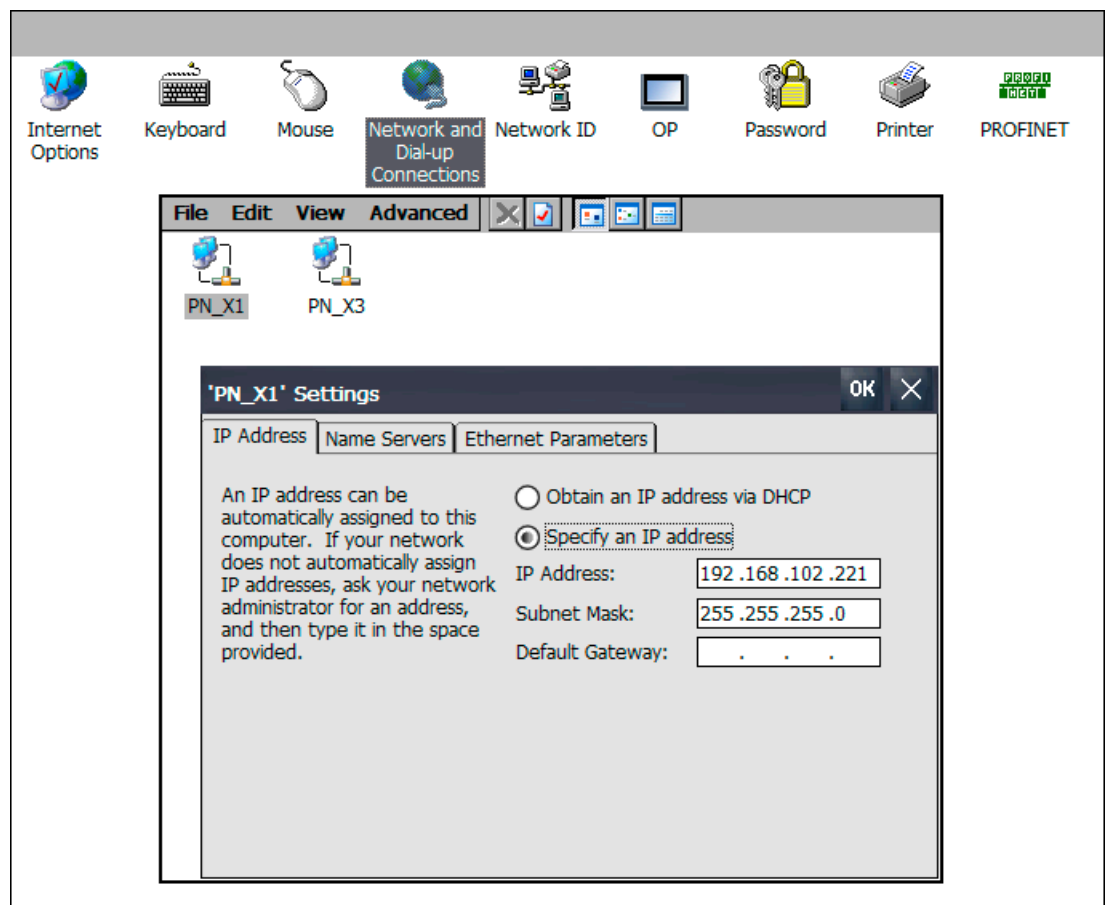 Internet Options
Keyboard
Mouse
Network and Dial-up Connections
Network ID
OP
Password
Printer
PROFINET
PROFI
NET
File Edit View Advanced
PN_X1 PN_X3
'PN_X1' Settings OK
IP Address Name Servers Ethernet Parameters
An IP address can be
automatically assigned to this
computer. If your network
does not automatically assign
IP addresses, ask your network
administrator for an address,
and then type it in the space
provided.
Obtain an IP address via DHCP
Specify an IP address
IP Address: 192 .168 .102 .221
Subnet Mask: 255 .255 .255 .0
Default Gateway: . . .